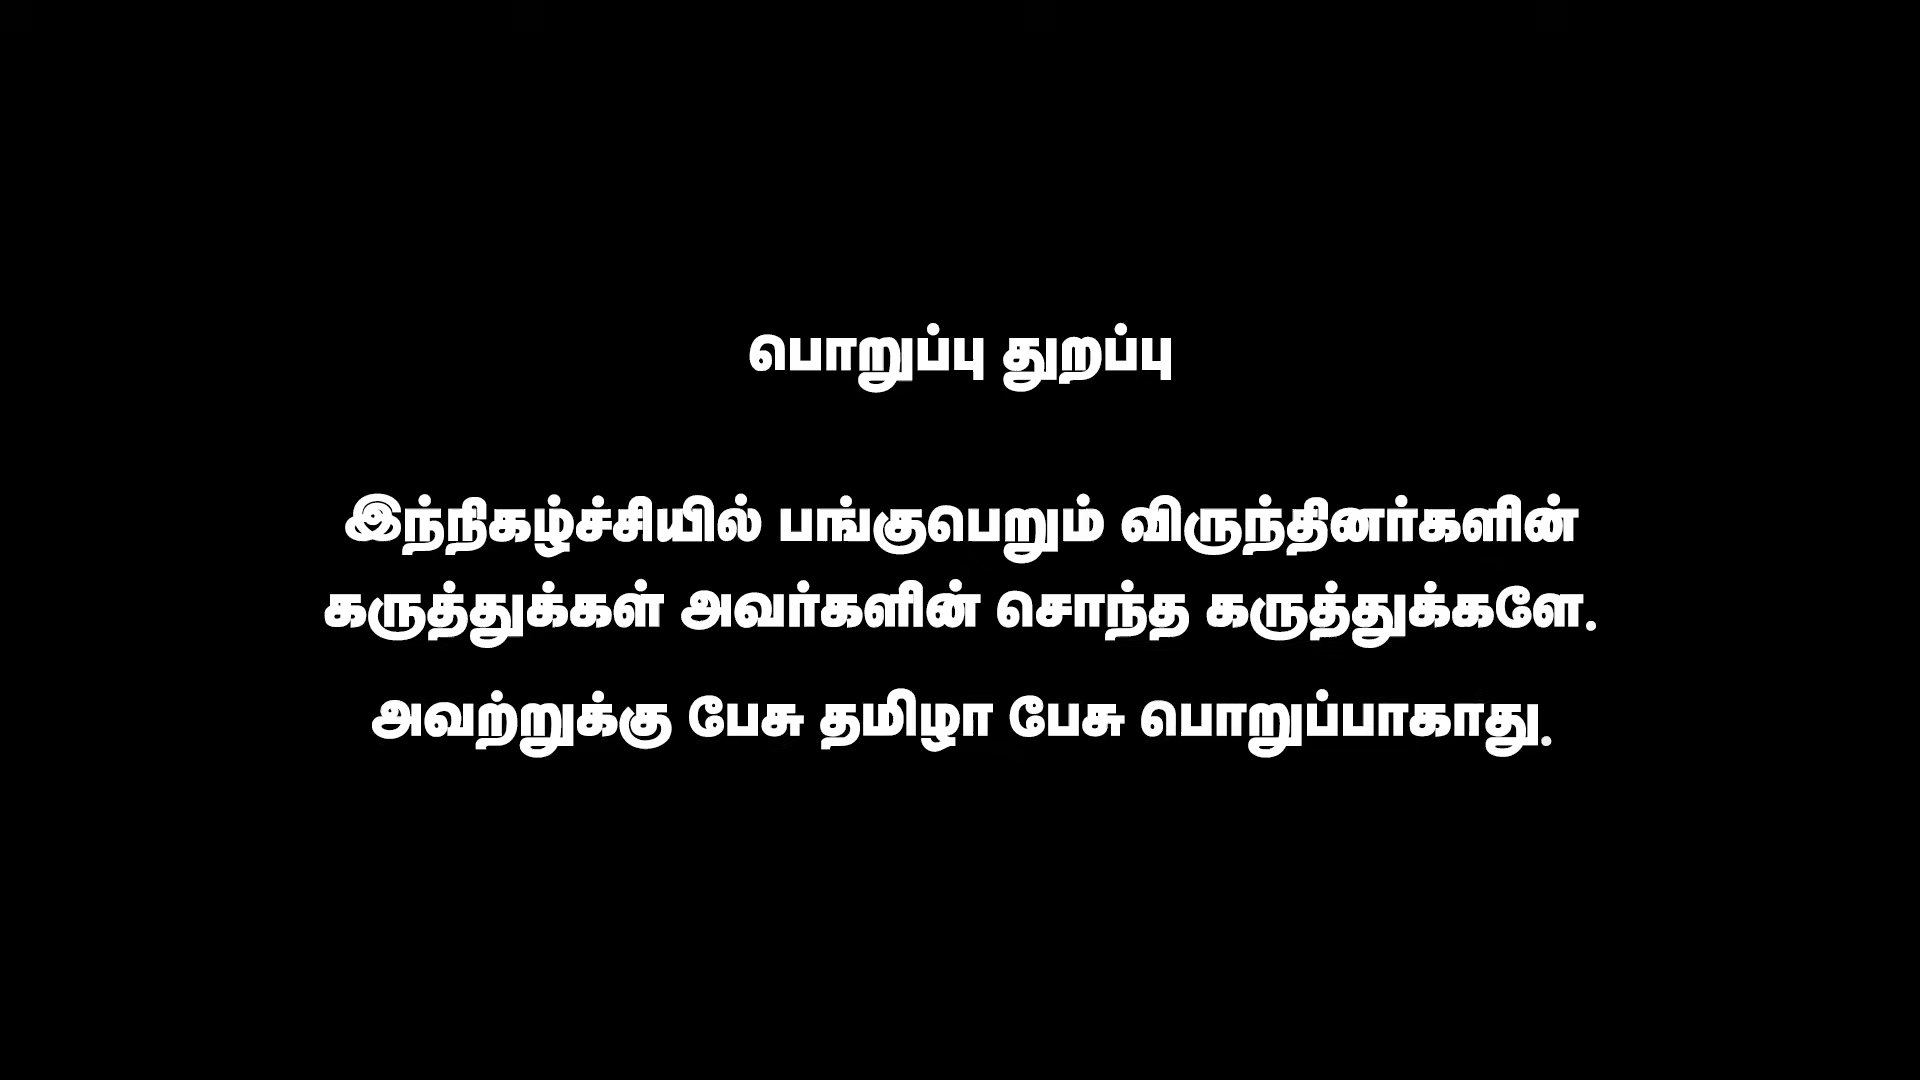 பொறுப்பு துறப்பு
இந்நிகழ்ச்சியில் பங்குபெறும் விருந்தினர்களின்
கருத்துக்கள் அவர்களின் சொந்த கருத்துக்களே.
அவற்றுக்கு பேசு தமிழா பேசு பொறுப்பாகாது.